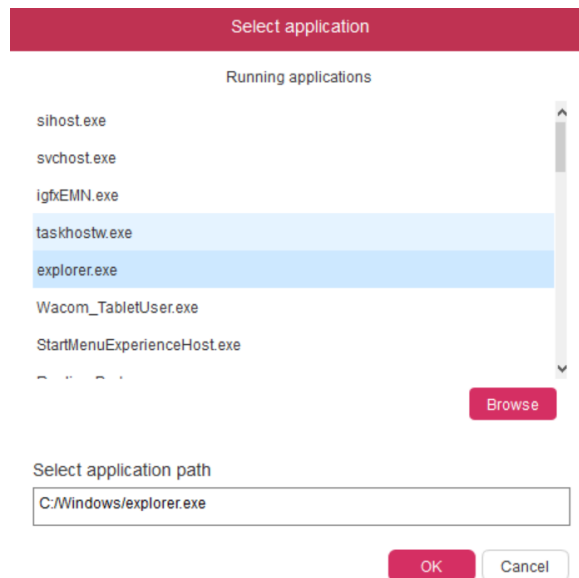 Select application
Running applications
sihost.exe
svchost.exe
igfxEMN.exe
taskhostw.exe
explorer.exe
Wacom_TabletUser.exe
StartMenuExperienceHost.exe
Browse
Select application path
C:/Windows/explorer.exe
OK
Cancel